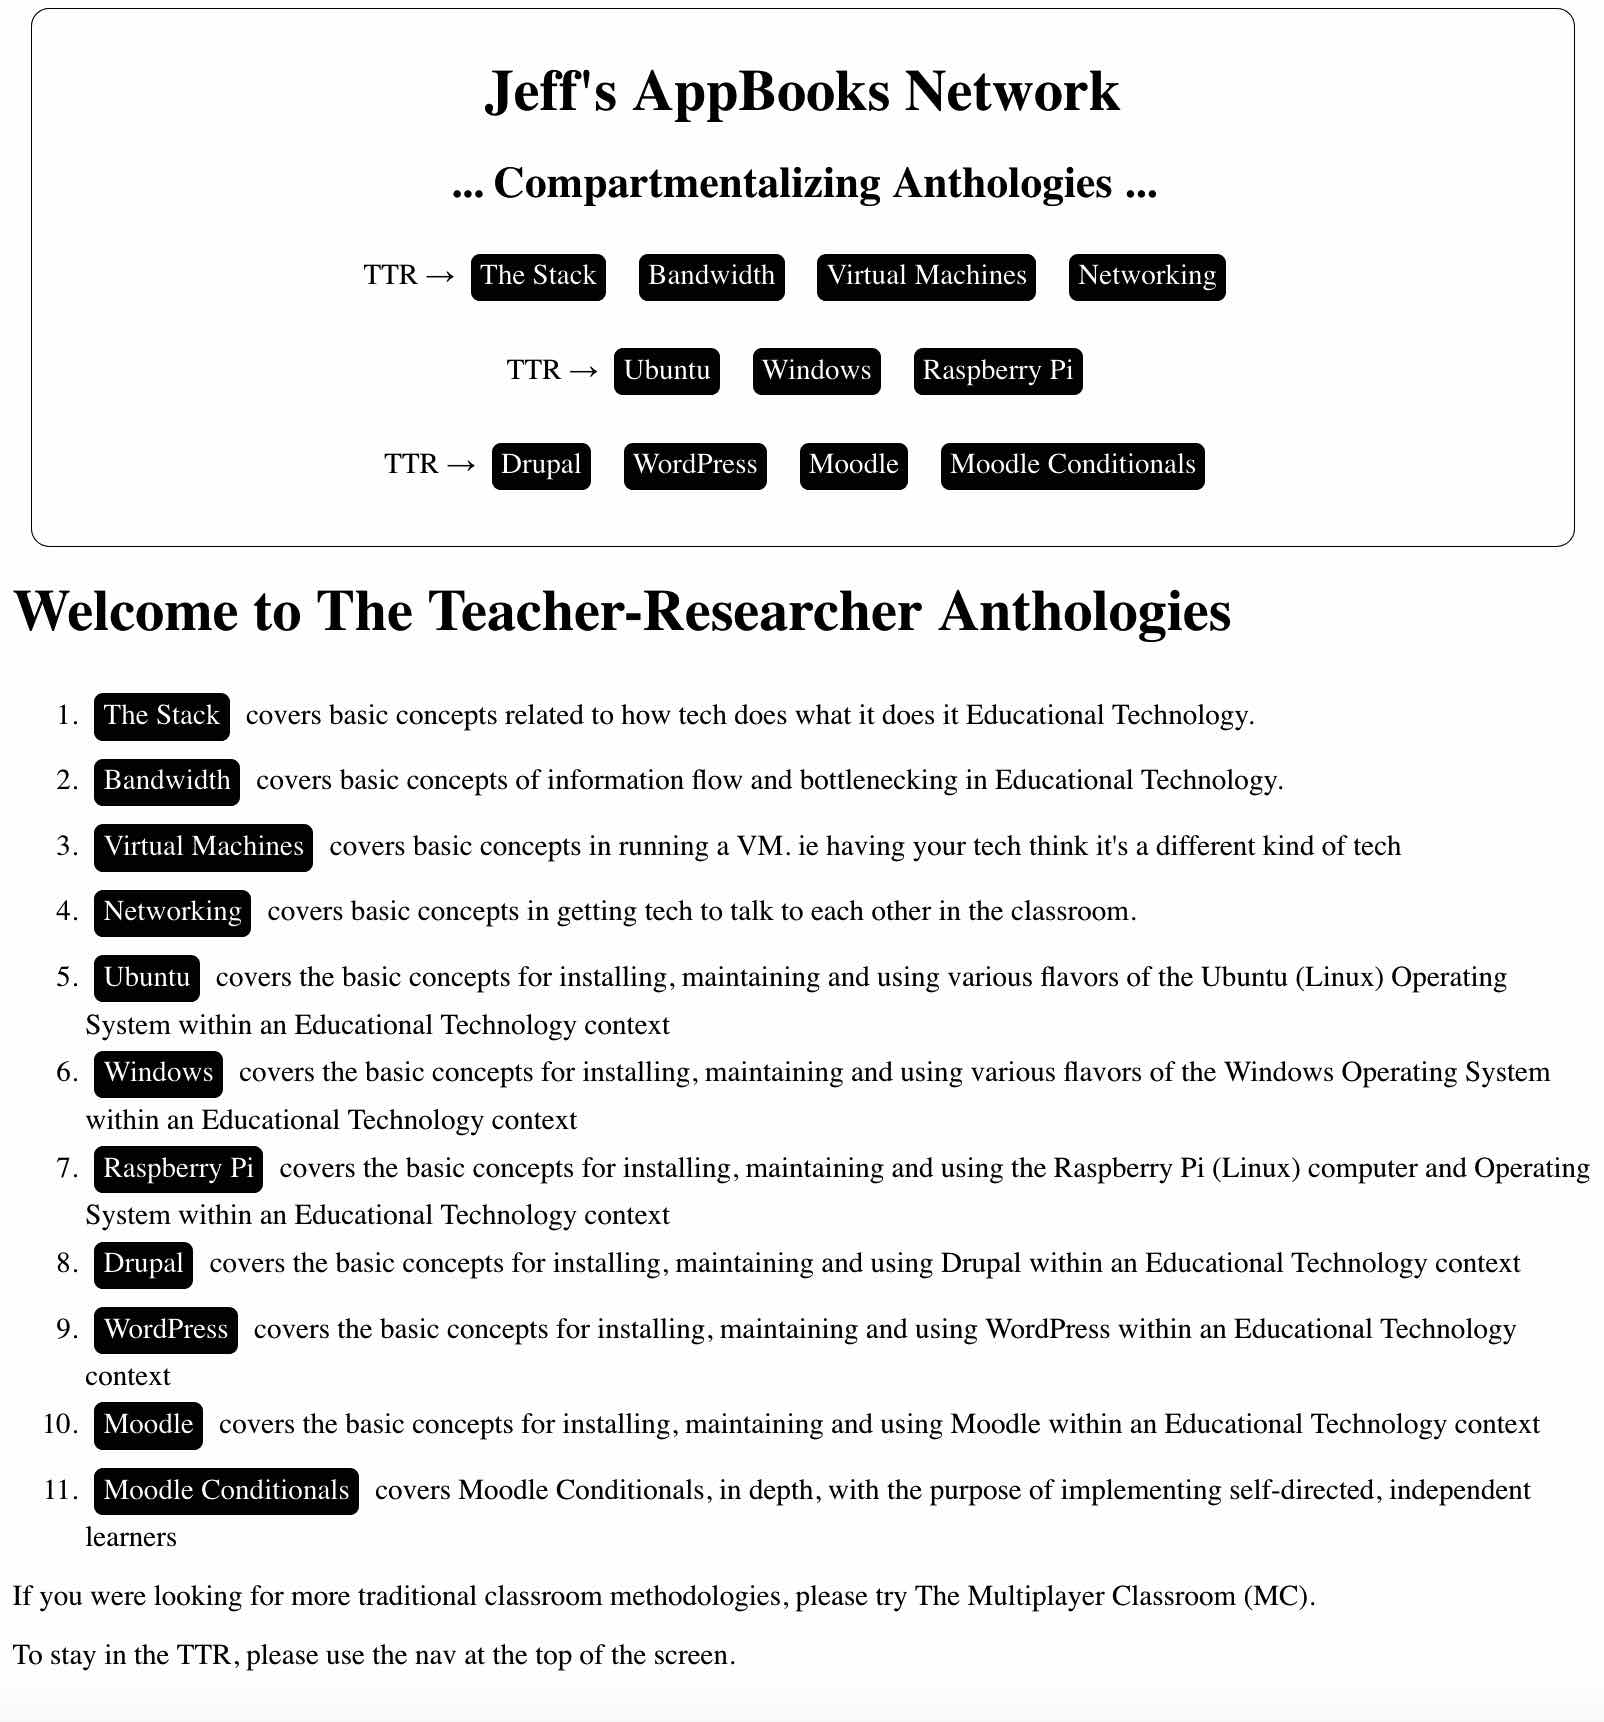 Jeff's AppBooks Network
... Compartmentalizing Anthologies ...
TTR → The Stack Bandwidth Virtual Machines Networking
TTR → Ubuntu Windows Raspberry Pi
TTR → Drupal WordPress Moodle Moodle Conditionals
Welcome to The Teacher-Researcher Anthologies
1. The Stack covers basic concepts related to how tech does what it does it Educational Technology.
2. Bandwidth covers basic concepts of information flow and bottlenecking in Educational Technology.
3. Virtual Machines covers basic concepts in running a VM. ie having your tech think it's a different kind of tech
4. Networking covers basic concepts in getting tech to talk to each other in the classroom.
5. Ubuntu covers the basic concepts for installing, maintaining and using various flavors of the Ubuntu (Linux) Operating
System within an Educational Technology context
6. Windows covers the basic concepts for installing, maintaining and using various flavors of the Windows Operating System
within an Educational Technology context
7. Raspberry Pi covers the basic concepts for installing, maintaining and using the Raspberry Pi (Linux) computer and Operating
System within an Educational Technology context
8. Drupal covers the basic concepts for installing, maintaining and using Drupal within an Educational Technology context
9. WordPress covers the basic concepts for installing, maintaining and using WordPress within an Educational Technology
context
10. Moodle covers the basic concepts for installing, maintaining and using Moodle within an Educational Technology context
11. Moodle Conditionals covers Moodle Conditionals, in depth, with the purpose of implementing self-directed, independent
learners
If you were looking for more traditional classroom methodologies, please try The Multiplayer Classroom (MC).
To stay in the TTR, please use the nav at the top of the screen.